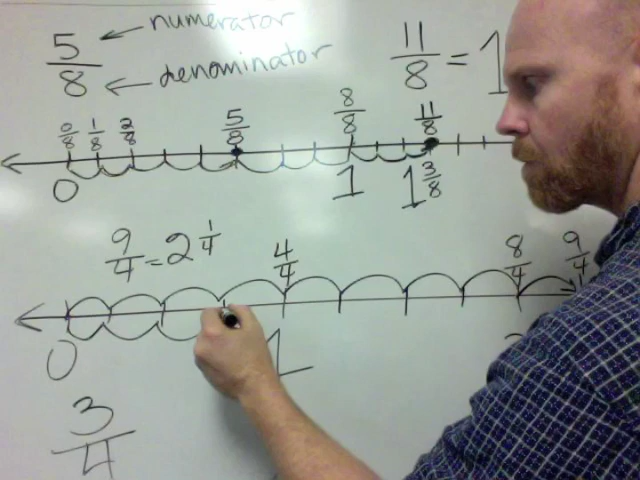 5/8 numerator
denominator
11/8 = 1
0/8 1/8 2/8 5/8 8/8 11/8
0 1 1 3/8
9/4 = 2 1/4
4/4 8/4 9/4
0 1
3/4